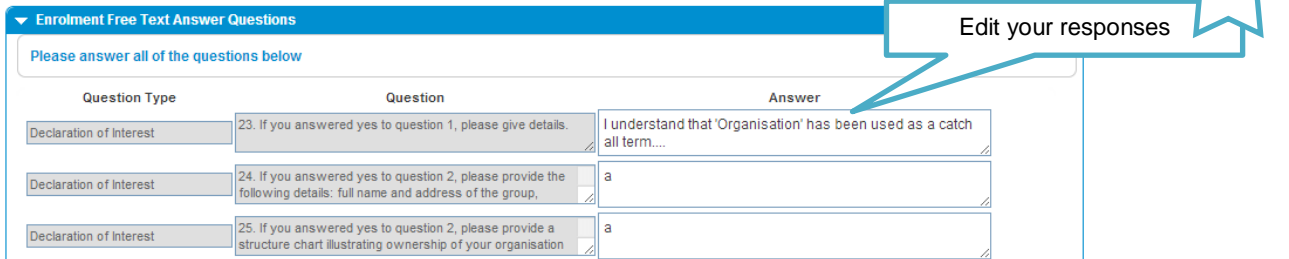 Enrolment Free Text Answer Questions
Edit your responses
Please answer all of the questions below
Question Type
Question
Answer
Declaration of Interest
23. If you answered yes to question 1, please give details.
I understand that 'Organisation' has been used as a catch
all term....
Declaration of Interest
24. If you answered yes to question 2, please provide the
following details: full name and address of the group,
a
Declaration of Interest
25. If you answered yes to question 2, please provide a
structure chart illustrating ownership of your organisation
a